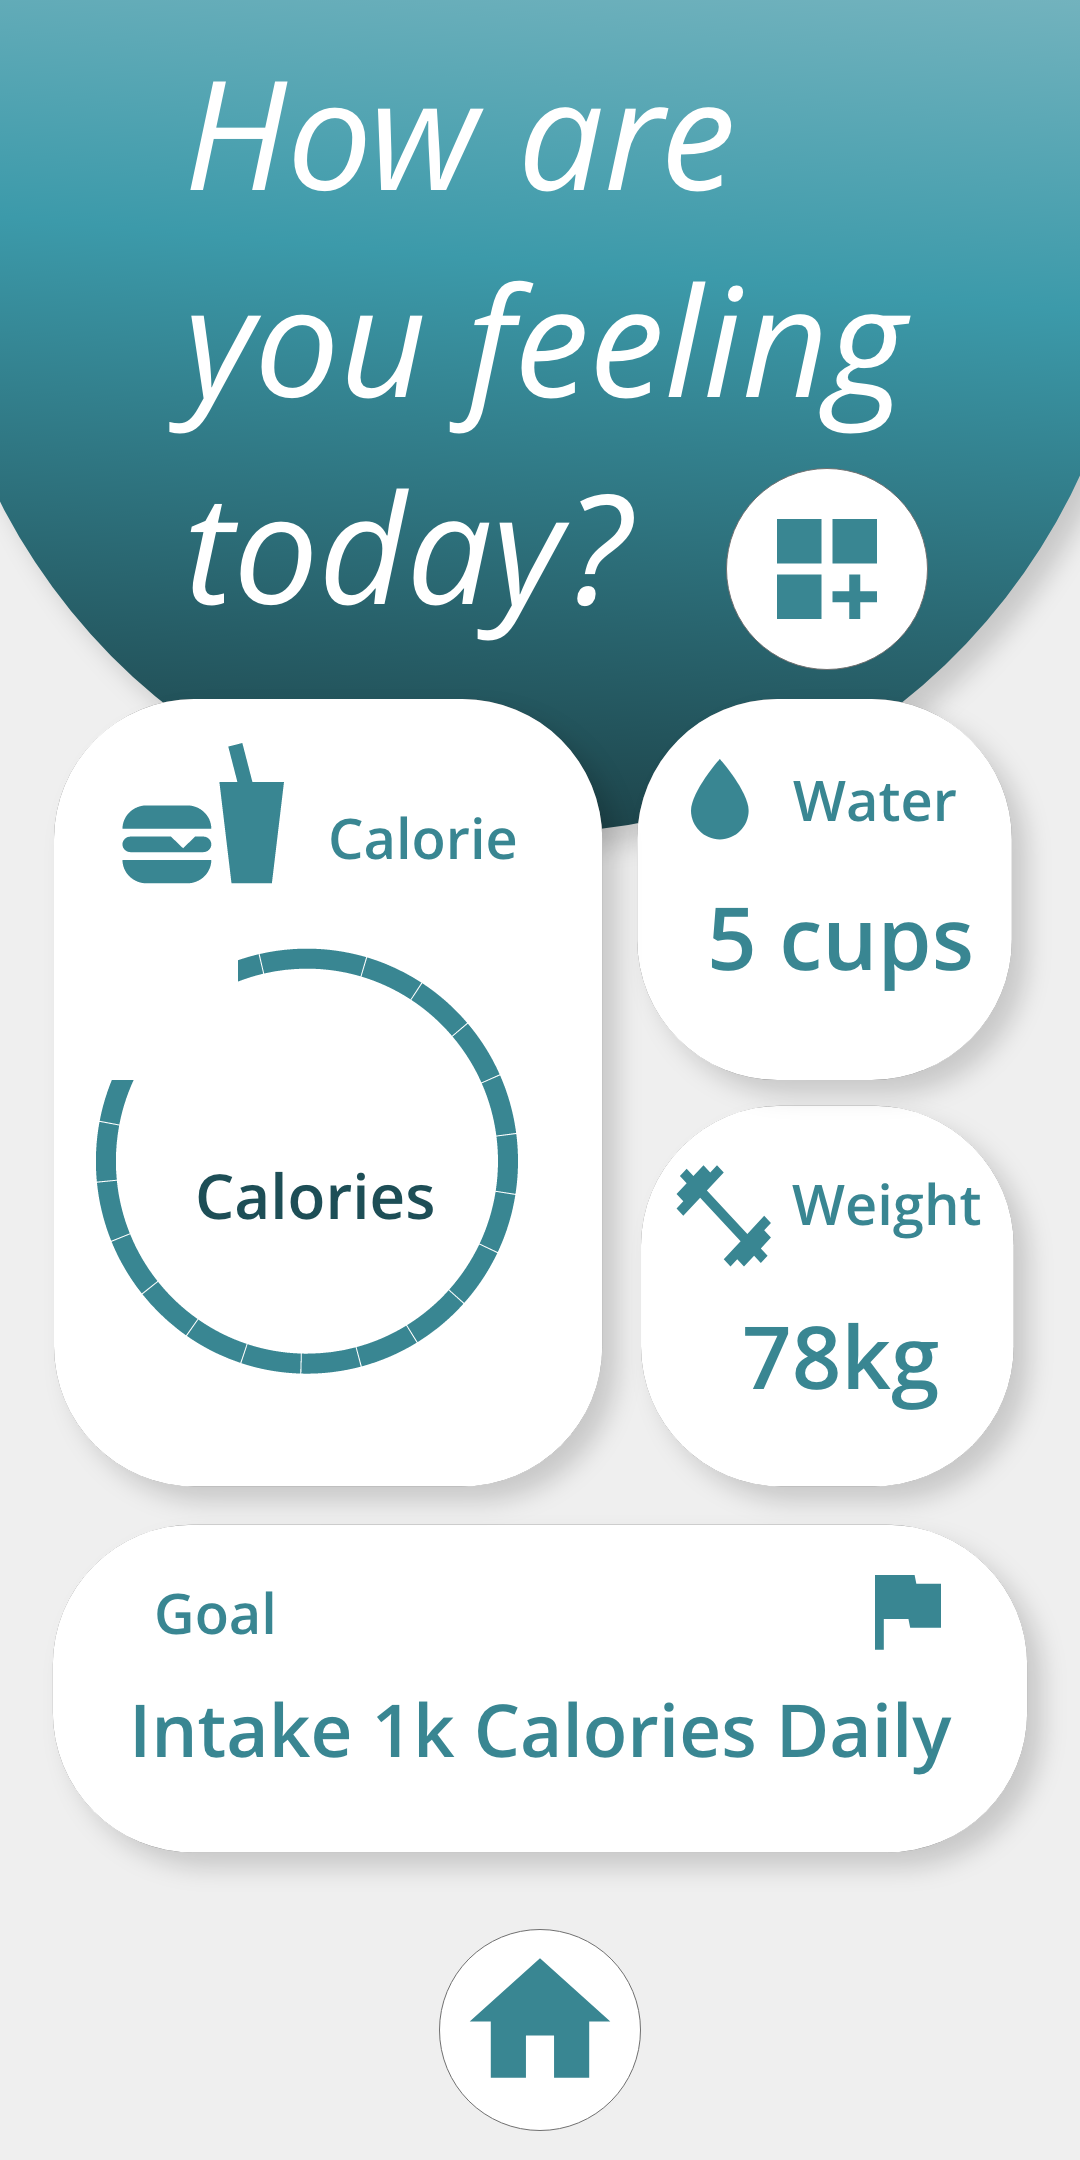 How are
you feeling
today?
Calorie
Calories
Water
5 cups
Weight
78kg
Goal
Intake 1k Calories Daily